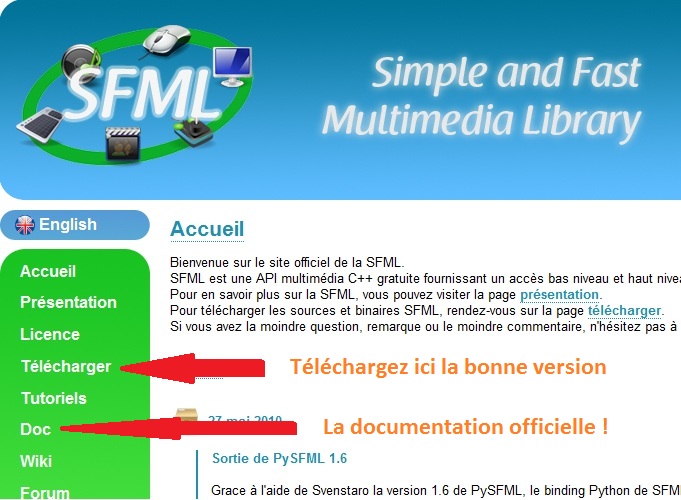 SFML
Simple and Fast
Multimedia Library
English
Accueil
Présentation
Licence
Télécharger
Tutoriels
Doc
Wiki
Forum
Accueil
Bienvenue sur le site officiel de la SFML.
SFML est une API multimédia C++ gratuite fournissant un accès bas niveau et haut
Pour en savoir plus sur la SFML, vous pouvez visiter la page présentation.
Pour télécharger les sources et binaires SFML, rendez-vous sur la page télécharger.
Si vous avez la moindre question, remarque ou le moindre commentaire, n'hésitez pas à
Téléchargez ici la bonne version
27 mai 2010
La documentation officielle !
Sortie de PySFML 1.6
Grace à l'aide de Svenstaro la version 1.6 de PySFML, le binding Python de SFML